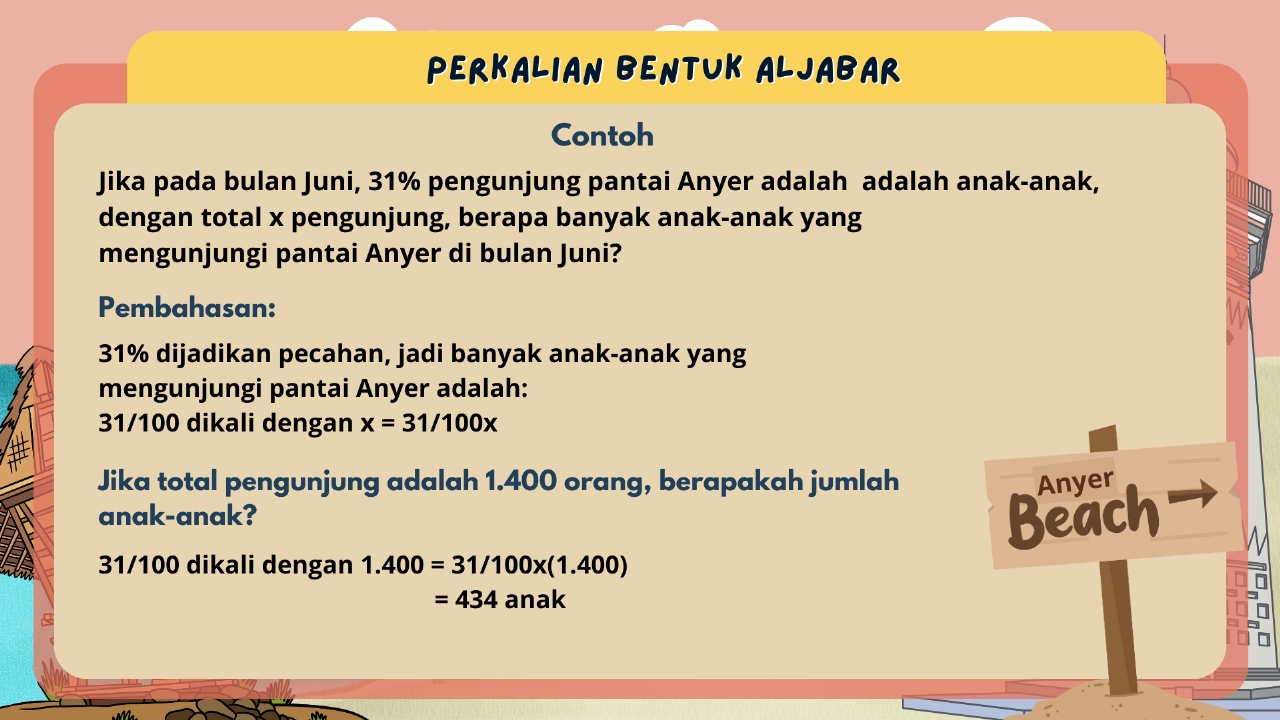 PERKALIAN BENTUK ALJABAR
Contoh
Jika pada bulan Juni, 31% pengunjung pantai Anyer adalah  adalah anak-anak,
dengan total x pengunjung, berapa banyak anak-anak yang
mengunjungi pantai Anyer di bulan Juni?
Pembahasan:
31% dijadikan pecahan, jadi banyak anak-anak yang
mengunjungi pantai Anyer adalah:
31/100 dikali dengan x = 31/100x
Jika total pengunjung adalah 1.400 orang, berapakah jumlah
anak-anak?
31/100 dikali dengan 1.400 = 31/100x(1.400)
= 434 anak
Anyer
Beach